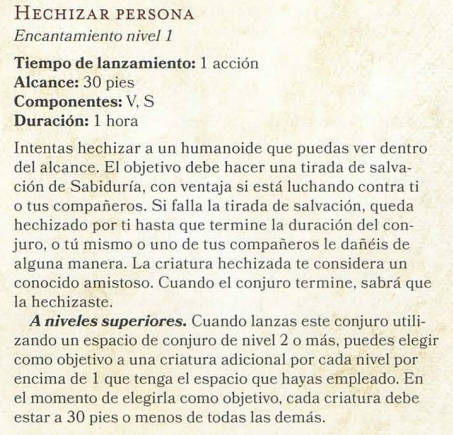 HECHIZAR PERSONA
Encantamiento nivel 1
Tiempo de lanzamiento: 1 acción
Alcance: 30 pies
Componentes: V, S
Duración: 1 hora
Intentas hechizar a un humanoide que puedas ver dentro
del alcance. El objetivo debe hacer una tirada de salva-
ción de Sabiduría, con ventaja si está luchando contra ti
o tus compañeros. Si falla la tirada de salvación, queda
hechizado por ti hasta que termine la duración del con-
juro, o tú mismo o uno de tus compañeros le dañéis de
alguna manera. La criatura hechizada te considera un
conocido amistoso. Cuando el conjuro termine, sabrá que
la hechizaste.
A niveles superiores. Cuando lanzas este conjuro utili-
zando un espacio de conjuro de nivel 2 o más, puedes elegir
como objetivo a una criatura adicional por cada nivel por
encima de 1 que tenga el espacio que hayas empleado. En
el momento de elegirla como objetivo, cada criatura debe
estar a 30 pies o menos de todas las demás.